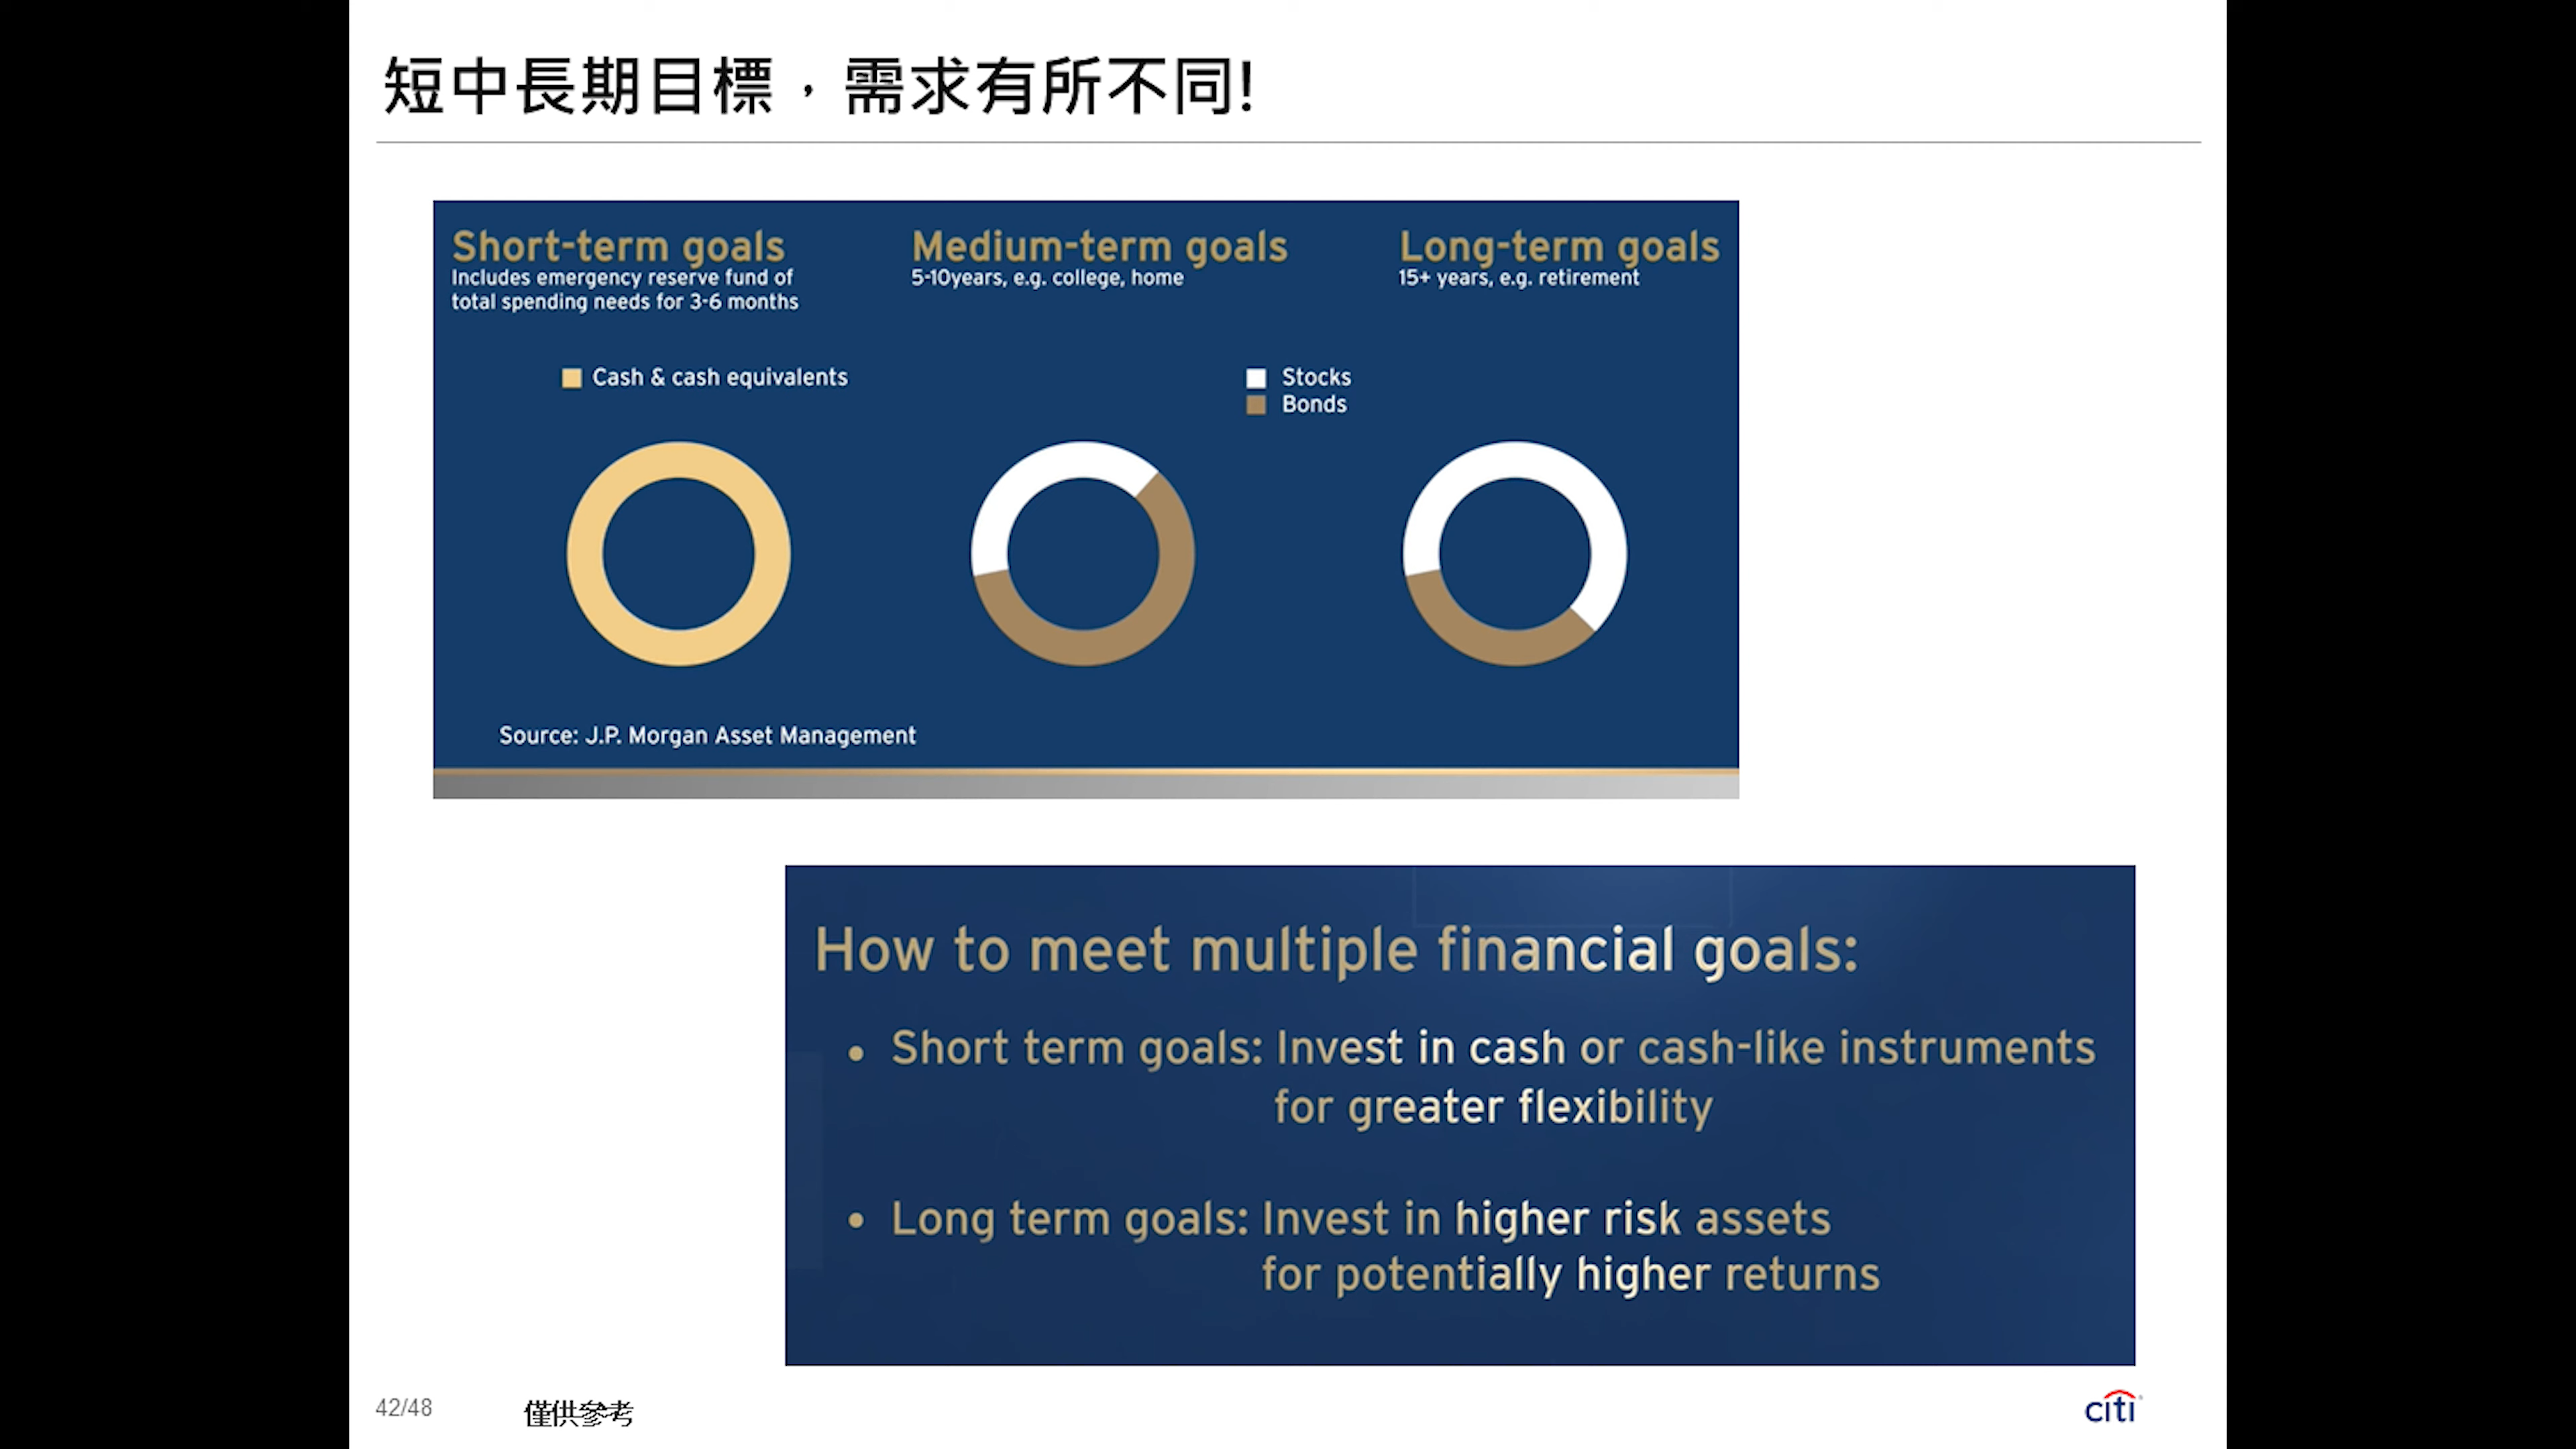 短中長期目標，需求有所不同!
Short-term goals
Includes emergency reserve fund of
total spending needs for 3-6 months
Medium-term goals
5-10years, e.g. college, home
Long-term goals
15+ years, e.g. retirement
Cash & cash equivalents
Stocks
Bonds
Source: J.P. Morgan Asset Management
How to meet multiple financial goals:
• Short term goals: Invest in cash or cash-like instruments
for greater flexibility
• Long term goals: Invest in higher risk assets
for potentially higher returns
42/48
僅供參考
citi